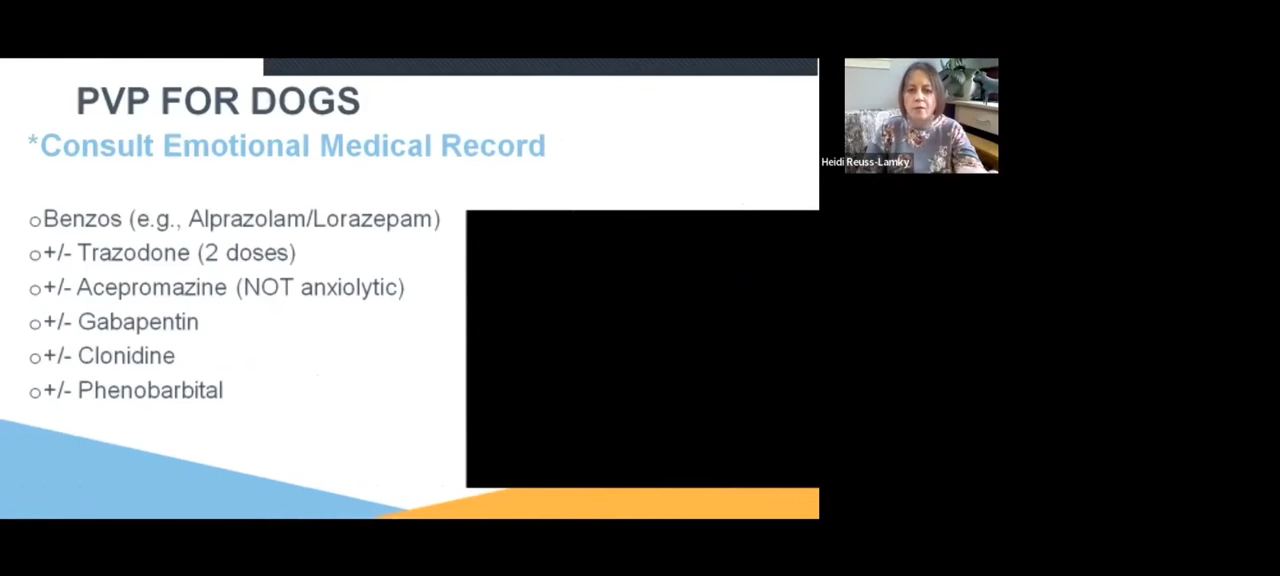 PVP FOR DOGS
*Consult Emotional Medical Record
oBenzos (e.g., Alprazolam/Lorazepam)
o+/- Trazodone (2 doses)
o+/- Acepromazine (NOT anxiolytic)
o+/- Gabapentin
o+/- Clonidine
o+/- Phenobarbital
Heidi Reuss-Lamky